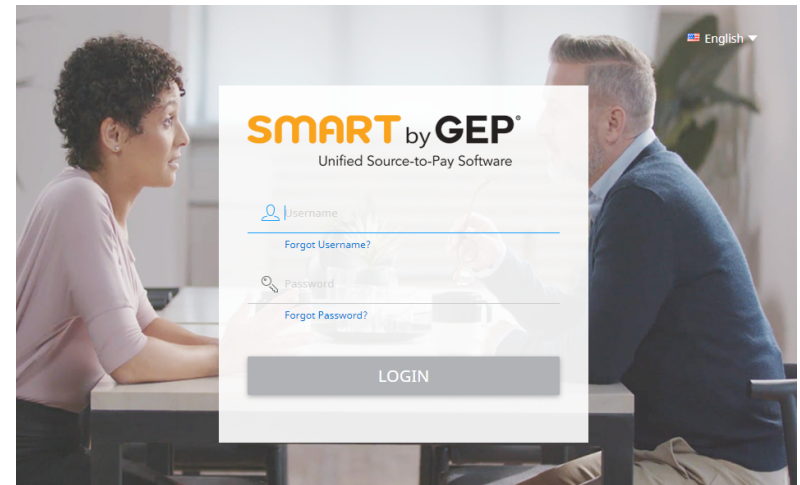 English
SMART by GEP®
Unified Source-to-Pay Software
Username
Forgot Username?
Password
Forgot Password?
LOGIN